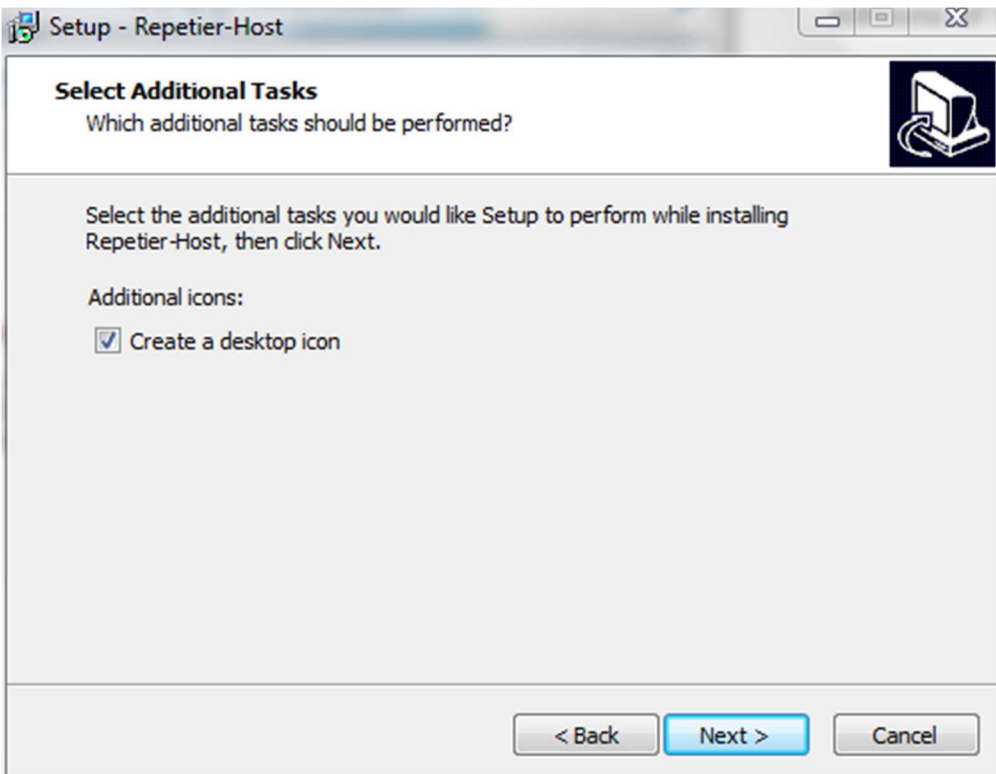 Setup - Repetier-Host
Select Additional Tasks
Which additional tasks should be performed?
Select the additional tasks you would like Setup to perform while installing
Repetier-Host, then click Next.
Additional icons:
Create a desktop icon
< Back
Next >
Cancel